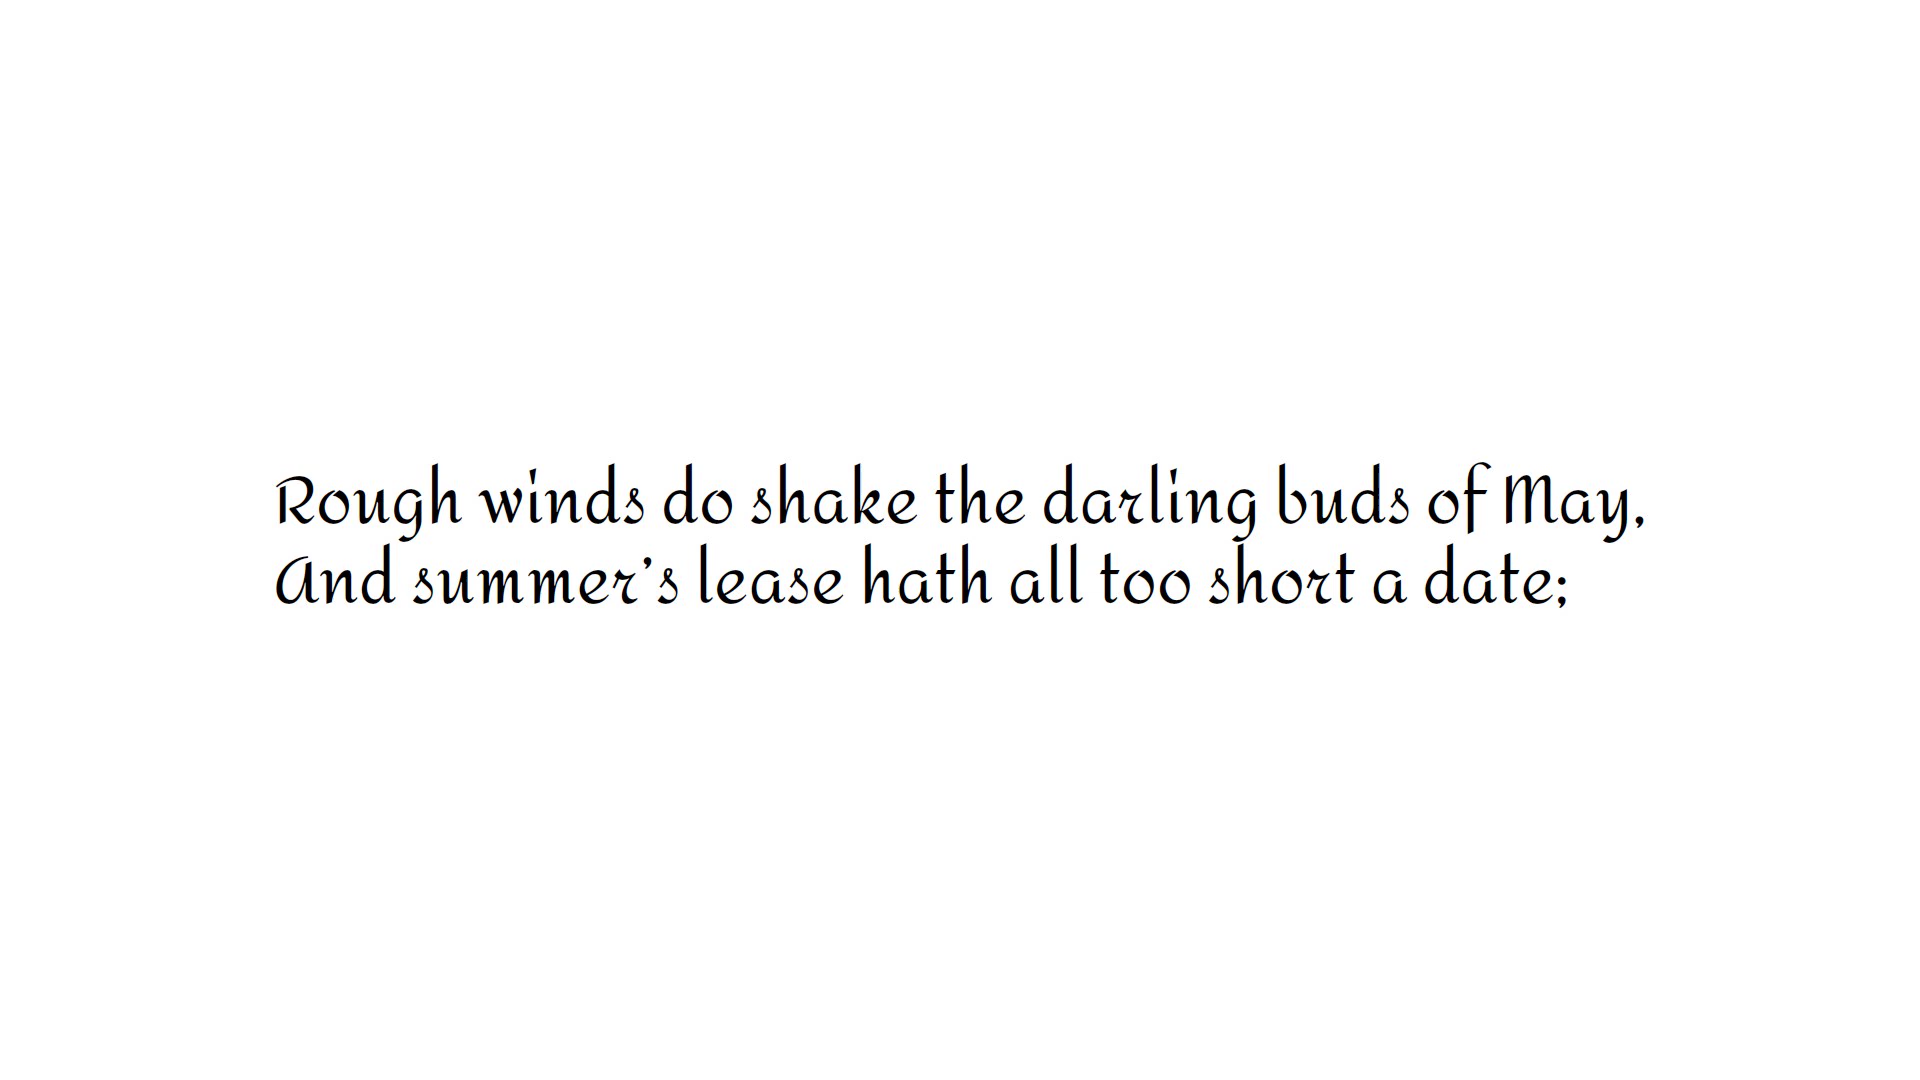 Rough winds do shake the darling buds of May,
And summer’s lease hath all too short a date;